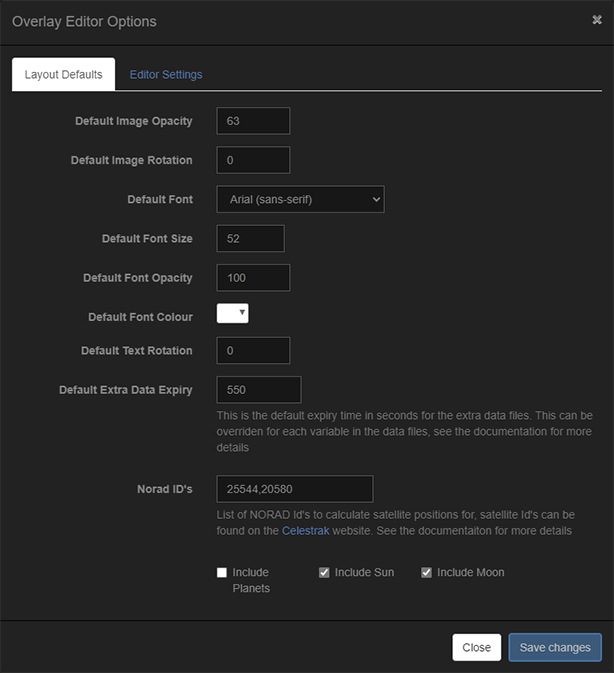 Overlay Editor Options
Layout Defaults
Editor Settings
Default Image Opacity
63
Default Image Rotation
0
Default Font
Arial (sans-serif)
Default Font Size
52
Default Font Opacity
100
Default Font Colour
Default Text Rotation
0
Default Extra Data Expiry
550
This is the default expiry time in seconds for the extra data files. This can be
overriden for each variable in the data files, see the documentation for more
details
Norad ID's
25544,20580
List of NORAD Id's to calculate satellite positions for, satellite Id's can be
found on the Celestrak website. See the documentaiton for more details
Include
Planets
Include Sun
Include Moon
Close
Save changes